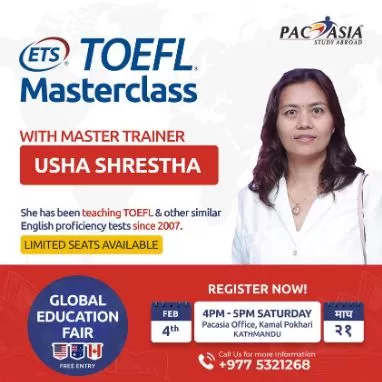 ETS® TOEFL®
PAC ASIA
STUDY ABROAD
Masterclass
WITH MASTER TRAINER
USHA SHRESTHA
She has been teaching TOEFL & other similar
English proficiency tests since 2007.
LIMITED SEATS AVAILABLE
GLOBAL
EDUCATION
FAIR
FREE ENTRY
REGISTER NOW!
FEB
4th
4PM - 5PM SATURDAY
Pacasia Office, Kamal Pokhari
KATHMANDU
माघ
२१
Call Us for more Information
+977 5321268